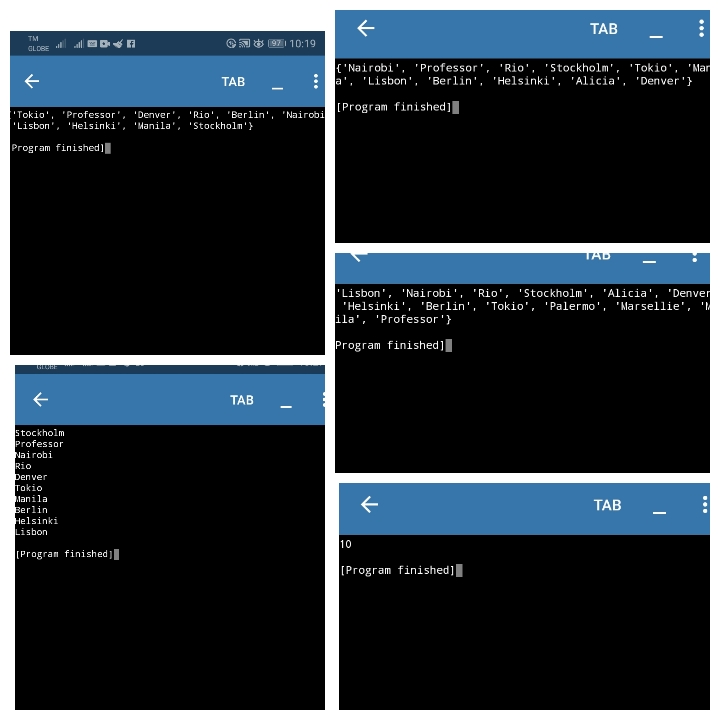 TM
GLOBE
97 10:19
TAB
'Tokio', 'Professor', 'Denver', 'Rio', 'Berlin', 'Nairobi
'Lisbon', 'Helsinki', 'Manila', 'Stockholm'}
Program finished]
TAB
{'Nairobi', 'Professor', 'Rio', 'Stockholm', 'Tokio', 'Man
a', 'Lisbon', 'Berlin', 'Helsinki', 'Alicia', 'Denver'}
[Program finished]
TAB
'Lisbon', 'Nairobi', 'Rio', 'Stockholm', 'Alicia', 'Denver
'Helsinki', 'Berlin', 'Tokio', 'Palermo', 'Marsellie', 'M
ila', 'Professor'}
Program finished]
GLOBE
TAB
Stockholm
Professor
Nairobi
Rio
Denver
Tokio
Manila
Berlin
Helsinki
Lisbon
[Program finished]
TAB
10
[Program finished]